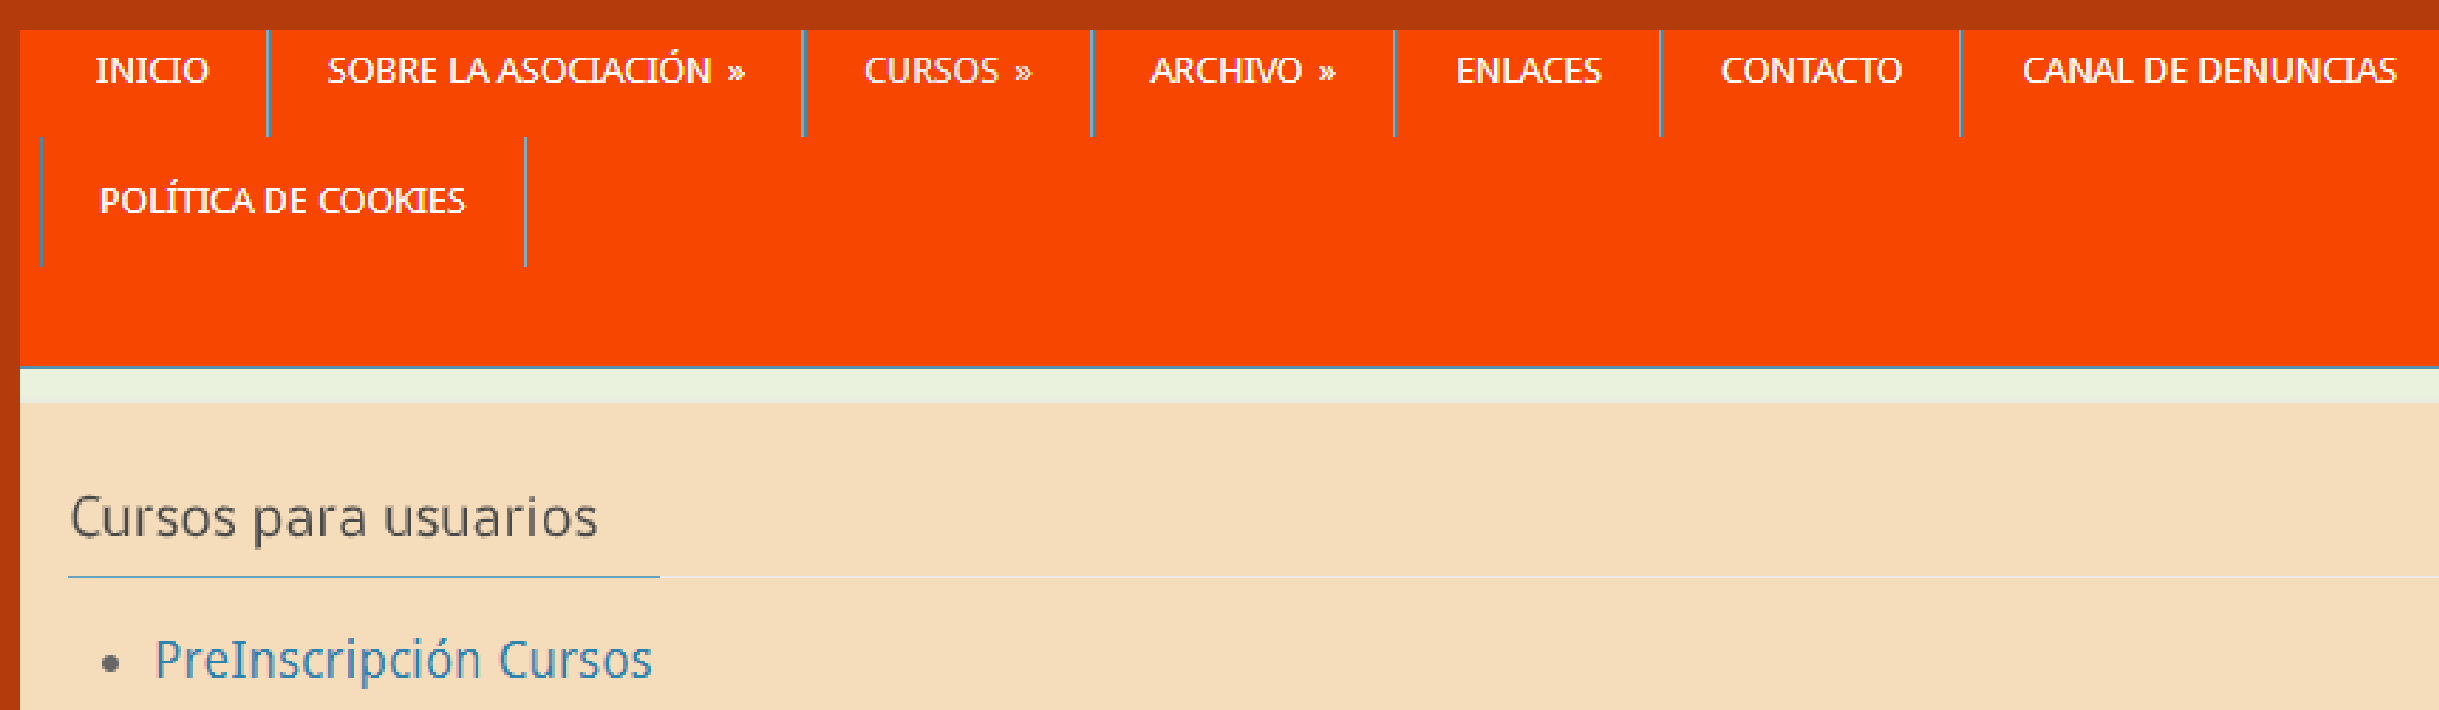 INICIO SOBRE LA ASOCIACIÓN » CURSOS » ARCHIVO » ENLACES CONTACTO CANAL DE DENUNCIAS
POLÍTICA DE COOKIES
Cursos para usuarios
• PreInscripción Cursos